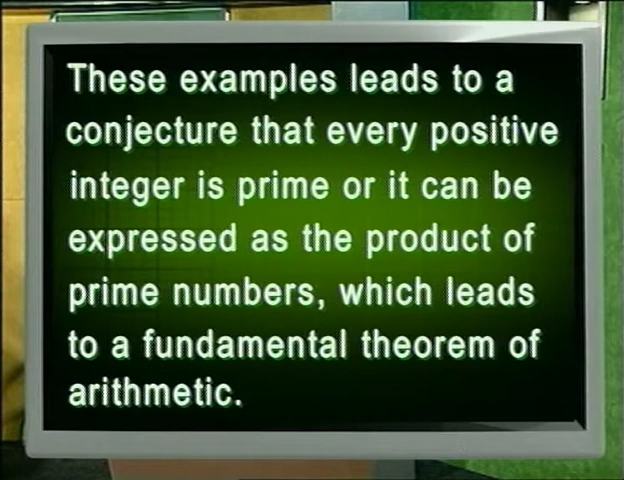 These examples leads to a
conjecture that every positive
integer is prime or it can be
expressed as the product of
prime numbers, which leads
to a fundamental theorem of
arithmetic.